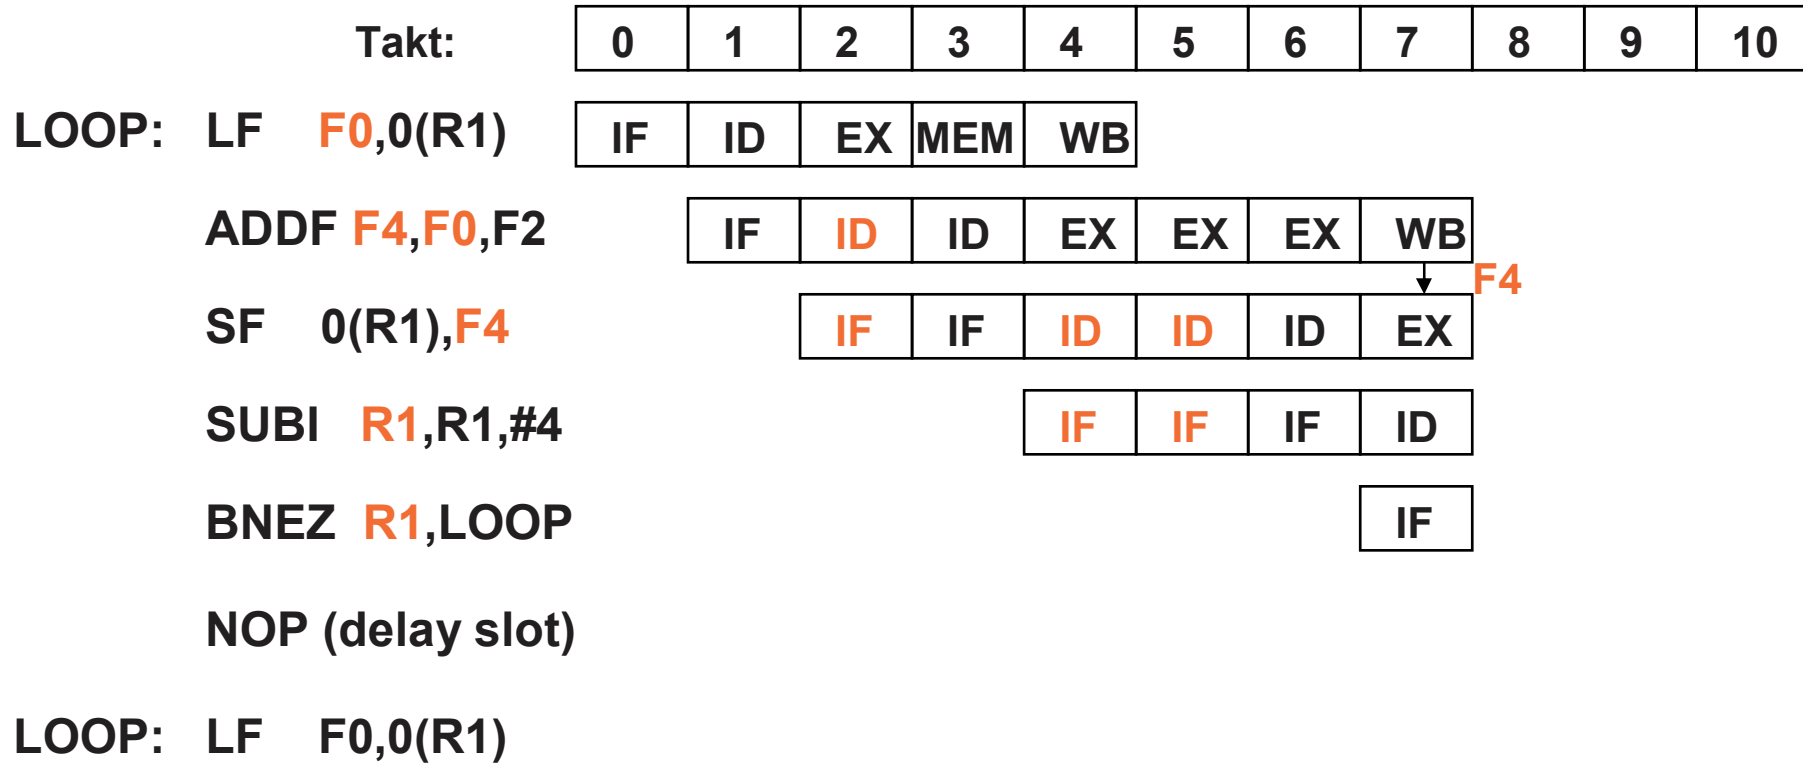 Takt: 0 1 2 3 4 5 6 7 8 9 10
LOOP: LF F0,0(R1) IF ID EX MEM WB
ADDF F4,F0,F2 IF ID ID EX EX EX WB
F4
SF 0(R1),F4 IF IF ID ID ID EX
SUBI R1,R1,#4 IF IF IF ID
BNEZ R1,LOOP IF
NOP (delay slot)
LOOP: LF F0,0(R1)